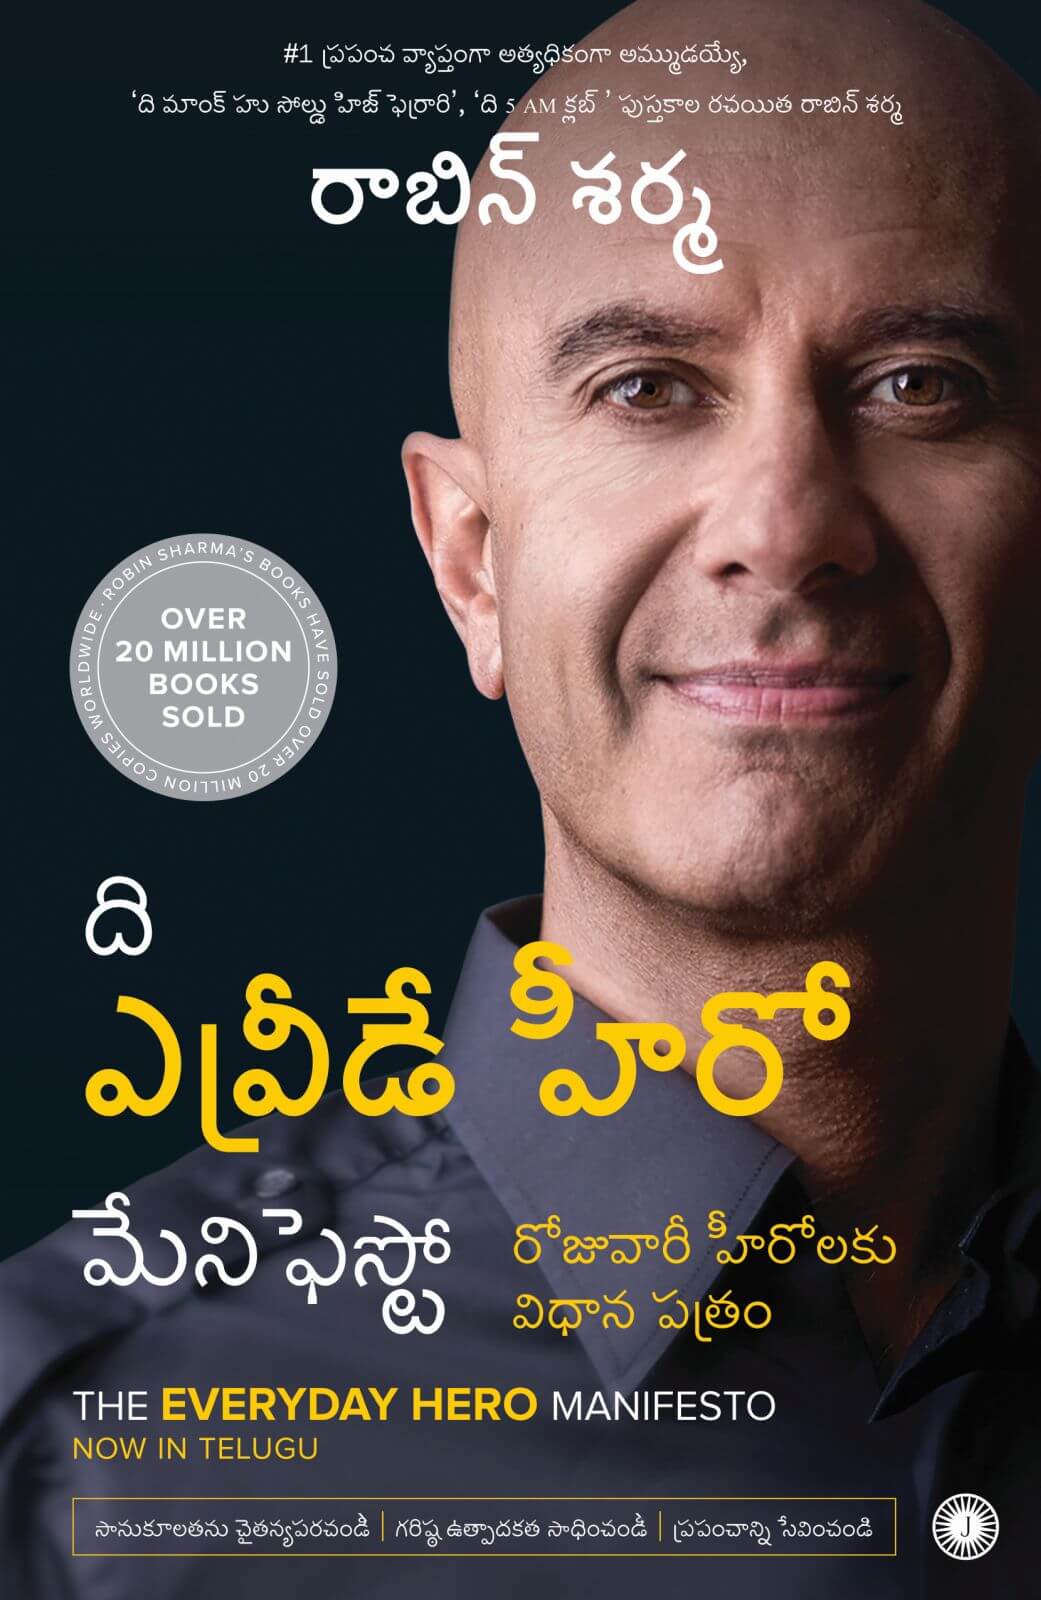 #1 ప్రపంచ వ్యాప్తంగా అత్యధికంగా అమ్ముడయ్యే,
‘ది మాంక్ హు సోల్డు హిజ్ ఫెర్రారి’, ‘ది 5 AM క్లబ్ ’ పుస్తకాల రచయిత రాబిన్ శర్మ
రాబిన్ శర్మ
ROBIN SHARMA’S BOOKS HAVE SOLD OVER 20 MILLION COPIES WORLDWIDE ·
OVER
20 MILLION
BOOKS
SOLD
ది
ఎవ్రీడే హీరో
మేనిఫెస్టో
రోజువారీ హీరోలకు
విధాన పత్రం
THE EVERYDAY HERO MANIFESTO
NOW IN TELUGU
సానుకూలతను చైతన్యపరచండి | గరిష్ఠ ఉత్పాదకత సాధించండి | ప్రపంచాన్ని సేవించండి
J